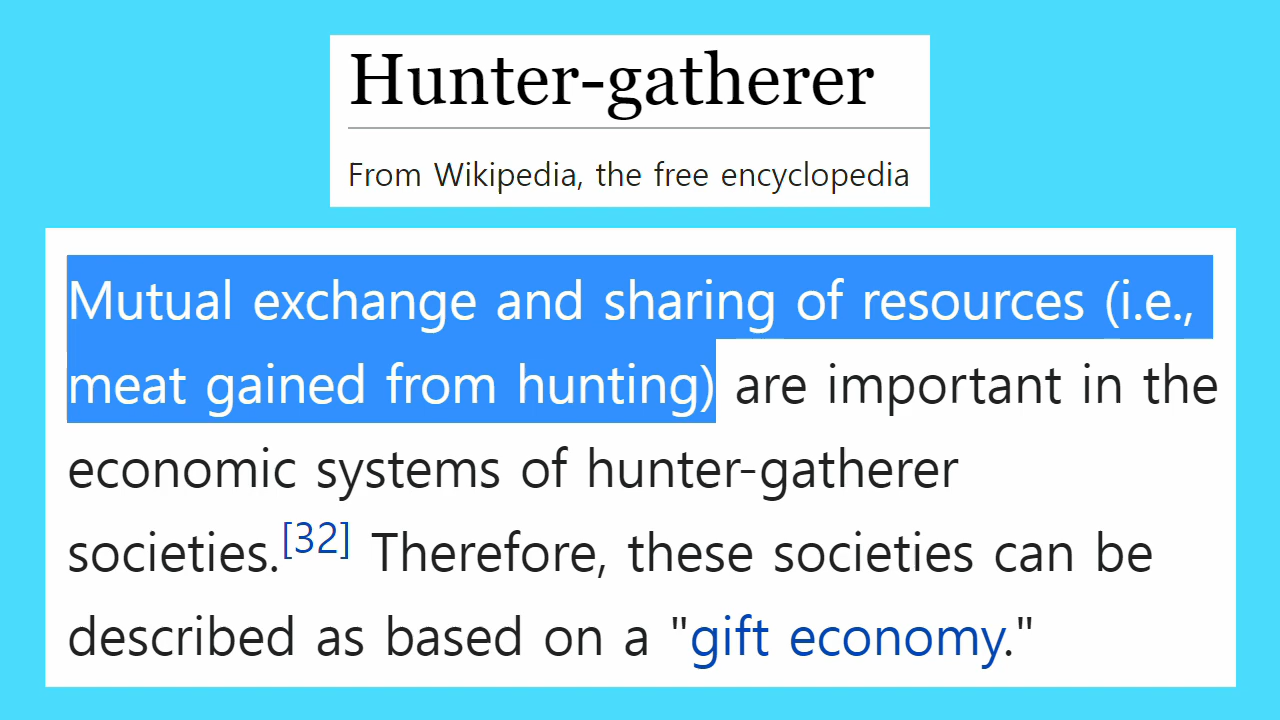 Hunter-gatherer
From Wikipedia, the free encyclopedia
Mutual exchange and sharing of resources (i.e.,
meat gained from hunting) are important in the
economic systems of hunter-gatherer
societies.[32] Therefore, these societies can be
described as based on a "gift economy."